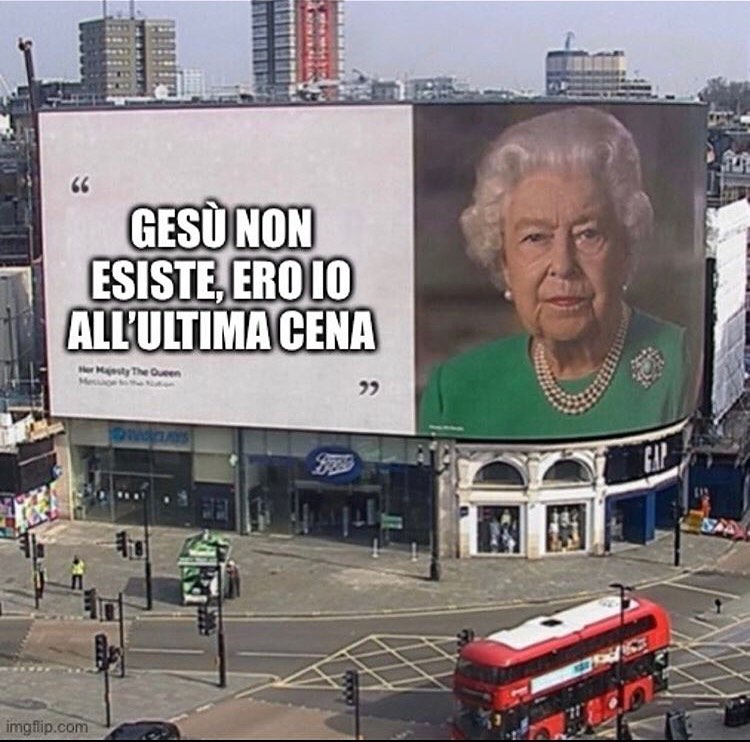 “
GESÙ NON
ESISTE, ERO IO
ALL’ULTIMA CENA
Her Majesty The Queen
Message to the Nation
”
BARCLAYS
Boots
GAP
imgflip.com